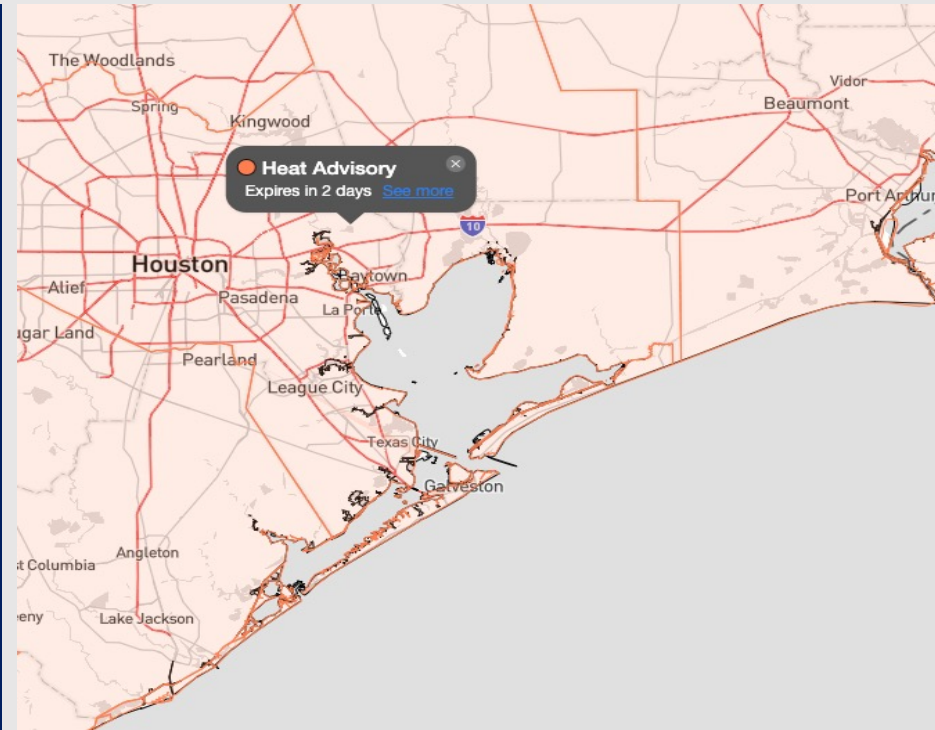 The Woodlands
Vidor
Spring
Beaumont
Kingwood
Heat Advisory
Expires in 2 days See more
Port Arthur
10
Houston
Baytown
Alief
Pasadena
La Porte
ugar Land
Pearland
League City
Texas City
Galveston
Angleton
st Columbia
eny
Lake Jackson